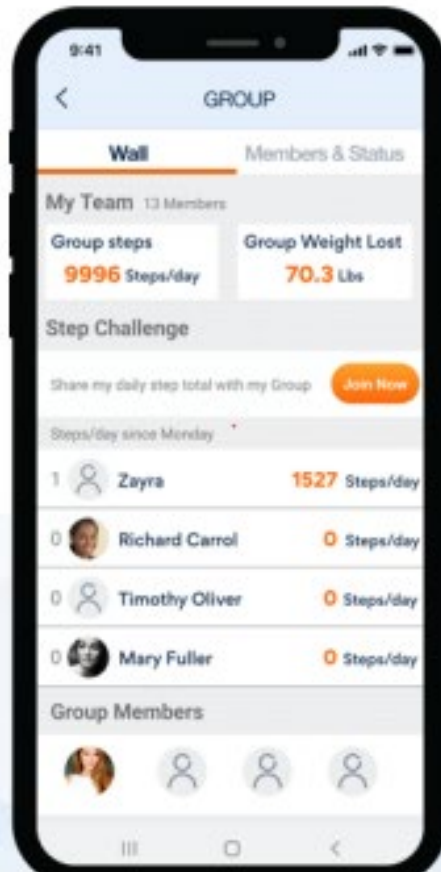 9:41
GROUP
Wall Members & Status
My Team 13 Members
Group steps Group Weight Lost
9996 Steps/day 70.3 Lbs
Step Challenge
Share my daily step total with my Group Join Now
Steps/day since Monday
1 Zayra 1527 Steps/day
0 Richard Carrol 0 Steps/day
0 Timothy Oliver 0 Steps/day
0 Mary Fuller 0 Steps/day
Group Members